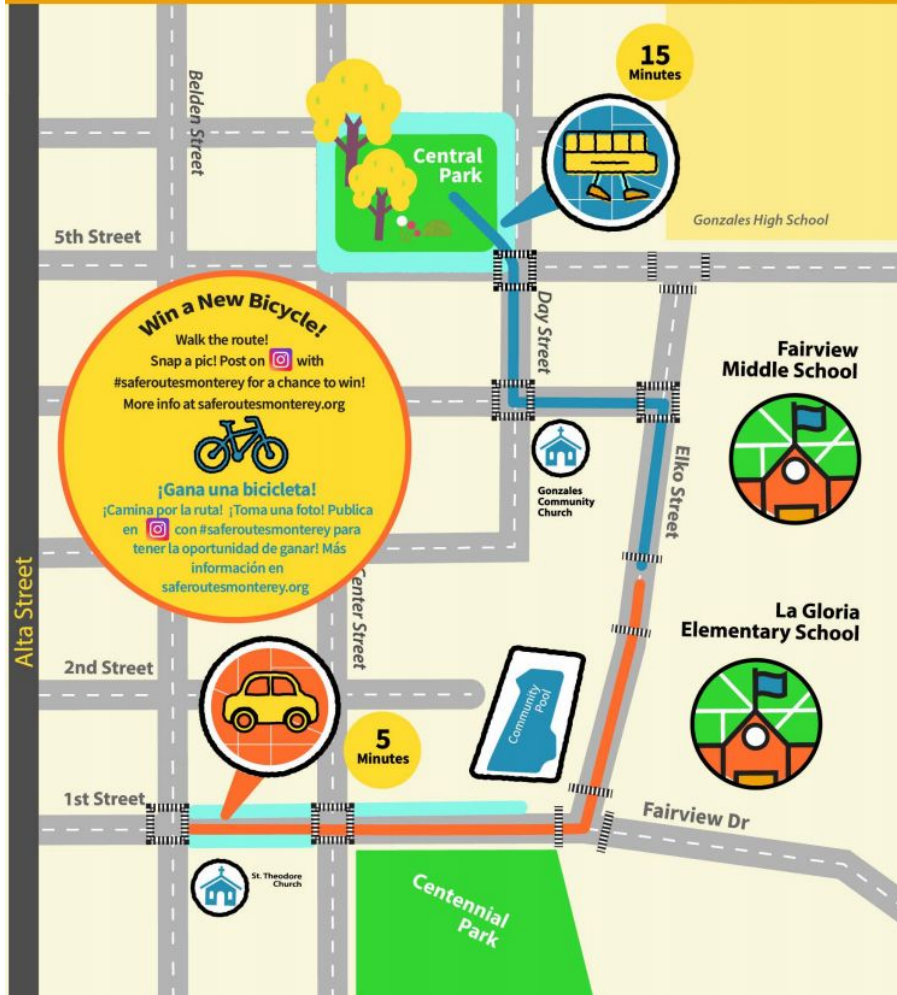 15
Minutes
Belden Street
Central
Park
Gonzales High School
5th Street
Day Street
Win a New Bicycle!
Walk the route!
Snap a pic! Post on with
#saferoutesmonterey for a chance to win!
More info at saferoutesmonterey.org
¡Gana una bicicleta!
¡Camina por la ruta! ¡Toma una foto! Publica
en con #saferoutesmonterey para
tener la oportunidad de ganar! Más
información en
saferoutesmonterey.org
Fairview
Middle School
Gonzales
Community
Church
Elko Street
Alta Street
Center Street
La Gloria
Elementary School
2nd Street
Community
Pool
5
Minutes
1st Street
Fairview Dr
St. Theodore
Church
Centennial
Park